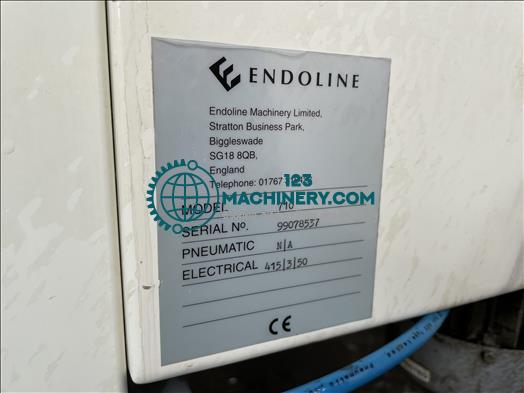 ENDOLINE
Endoline Machinery Limited,
Stratton Business Park,
Biggleswade
SG18 8QB,
England
Telephone: 01767
123
MACHINERY.COM
MODEL 710
SERIAL Nº. 99078537
PNEUMATIC N/A
ELECTRICAL 415/3/50
CE